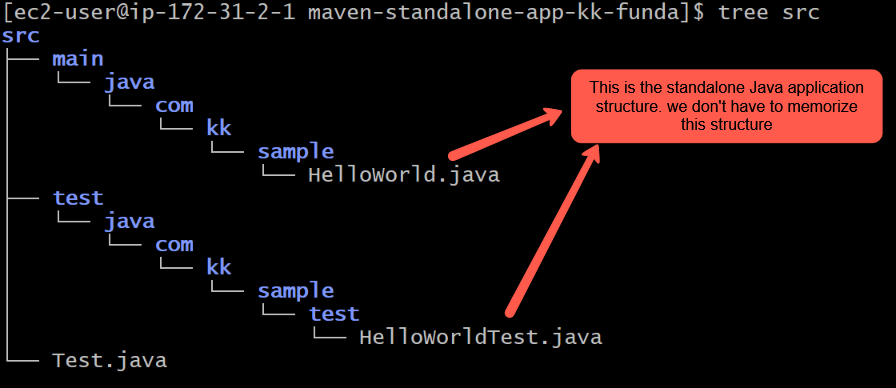 [ec2-user@ip-172-31-2-1 maven-standalone-app-kk-funda]$ tree src
src
main
java
com
kk
sample
HelloWorld.java
test
java
com
kk
sample
test
HelloWorldTest.java
Test.java
This is the standalone Java application
structure. we don't have to memorize
this structure